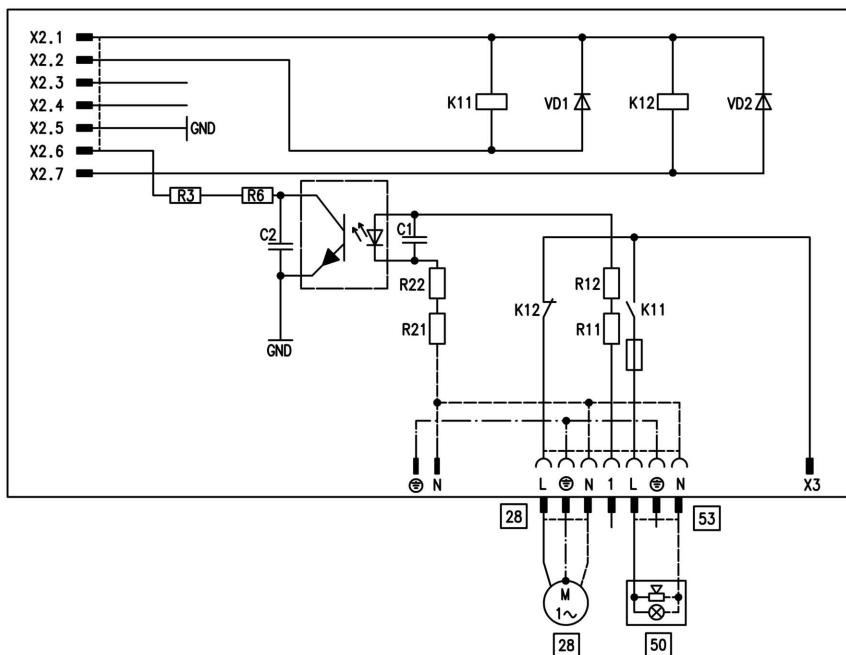 X2.1
X2.2
X2.3
X2.4
X2.5
X2.6
X2.7
GND
K11
VD1
K12
VD2
R3
R6
C2
C1
R22
R21
GND
K12
R12
R11
K11
N
L
N
1
L
N
X3
28
53
M
1~
28
50